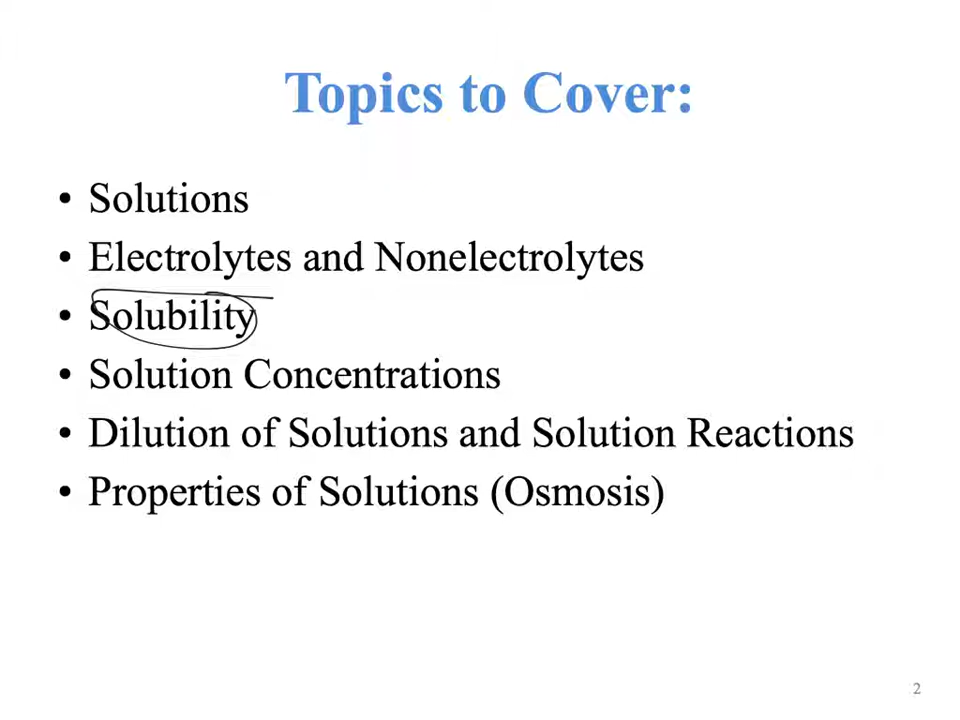 Topics to Cover:
• Solutions
• Electrolytes and Nonelectrolytes
• Solubility
• Solution Concentrations
• Dilution of Solutions and Solution Reactions
• Properties of Solutions (Osmosis)
2